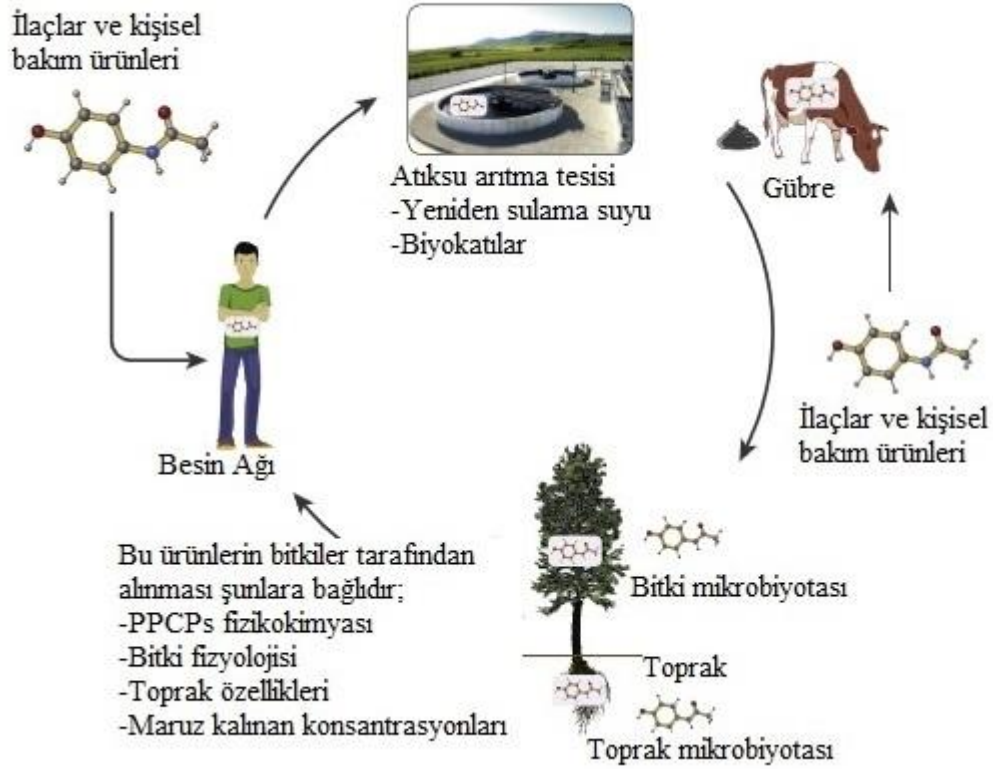 İlaçlar ve kişisel
bakım ürünleri
Atıksu arıtma tesisi
-Yeniden sulama suyu
-Biyokatılar
Gübre
İlaçlar ve kişisel
bakım ürünleri
Besin Ağı
Bu ürünlerin bitkiler tarafından
alınması şunlara bağlıdır;
-PPCPs fizikokimyası
-Bitki fizyolojisi
-Toprak özellikleri
-Maruz kalınan konsantrasyonları
Bitki mikrobiyotası
Toprak
Toprak mikrobiyotası